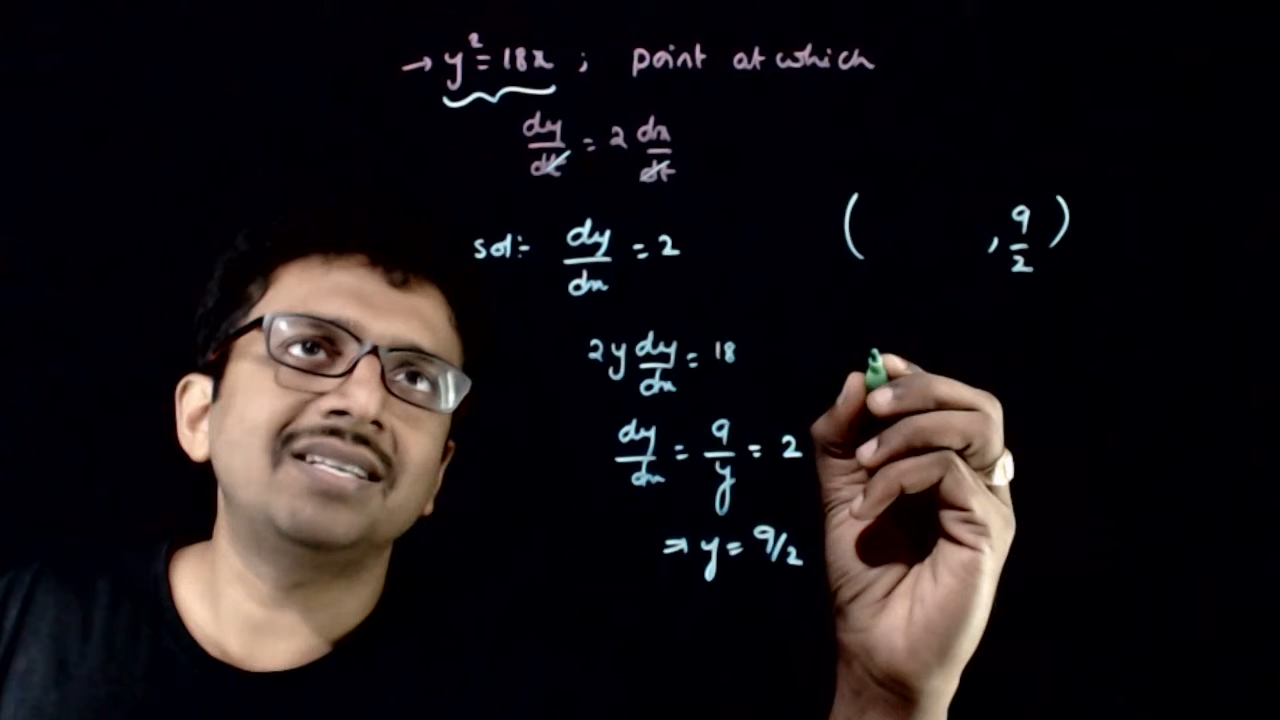 → y² = 18x ; point at which
dy/dt = 2 dx/dt
sol:- dy/dx = 2
( , 9/2 )
2y dy/dx = 18
dy/dx = 9/y = 2
⇒ y = 9/2